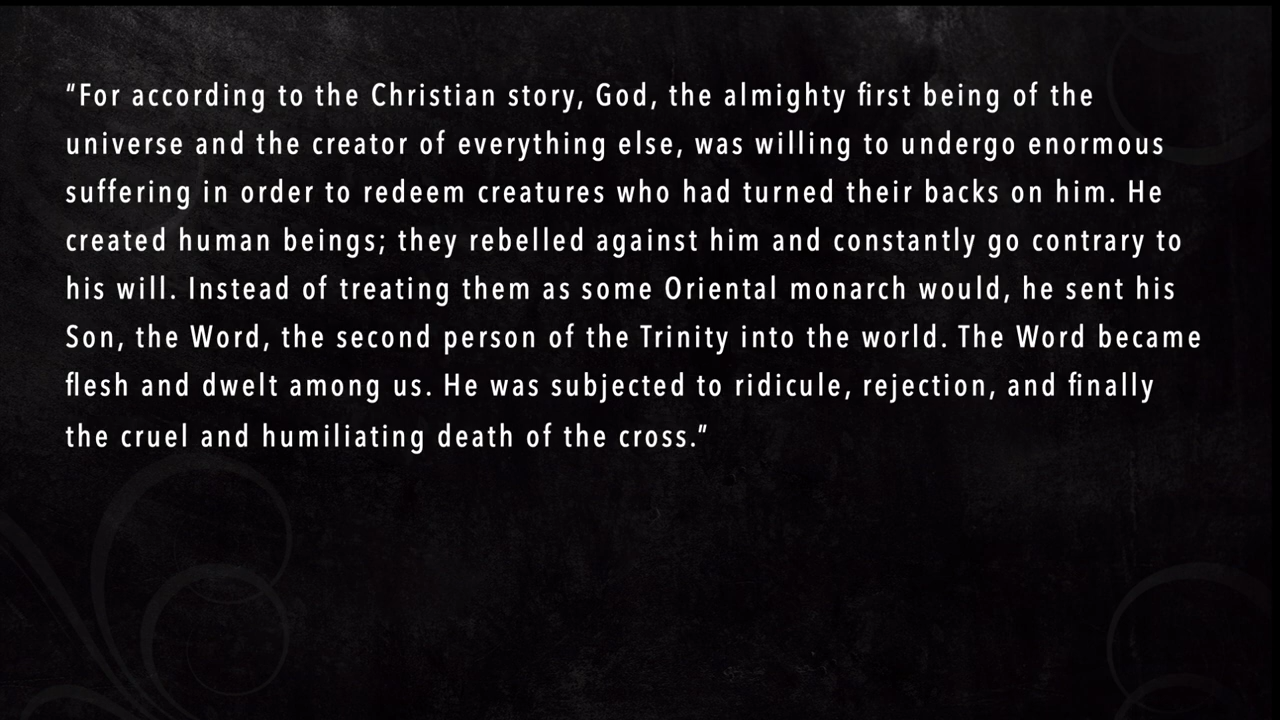 “For according to the Christian story, God, the almighty first being of the
universe and the creator of everything else, was willing to undergo enormous
suffering in order to redeem creatures who had turned their backs on him. He
created human beings; they rebelled against him and constantly go contrary to
his will. Instead of treating them as some Oriental monarch would, he sent his
Son, the Word, the second person of the Trinity into the world. The Word became
flesh and dwelt among us. He was subjected to ridicule, rejection, and finally
the cruel and humiliating death of the cross.”